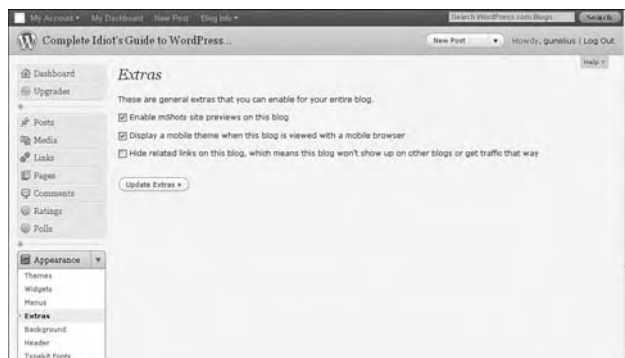 My Account My Dashboard New Post Blog Info
Search WordPress.com Blogs Search
Complete Idiot's Guide to WordPress...
New Post Howdy, gunelius | Log Out
Help
Dashboard
Upgrades
Posts
Media
Links
Pages
Comments
Ratings
Polls
Appearance
Themes
Widgets
Menus
Extras
Background
Header
Typekit Fonts
Extras
These are general extras that you can enable for your entire blog.
Enable mShots site previews on this blog
Display a mobile theme when this blog is viewed with a mobile browser
Hide related links on this blog, which means this blog won't show up on other blogs or get traffic that way
Update Extras »